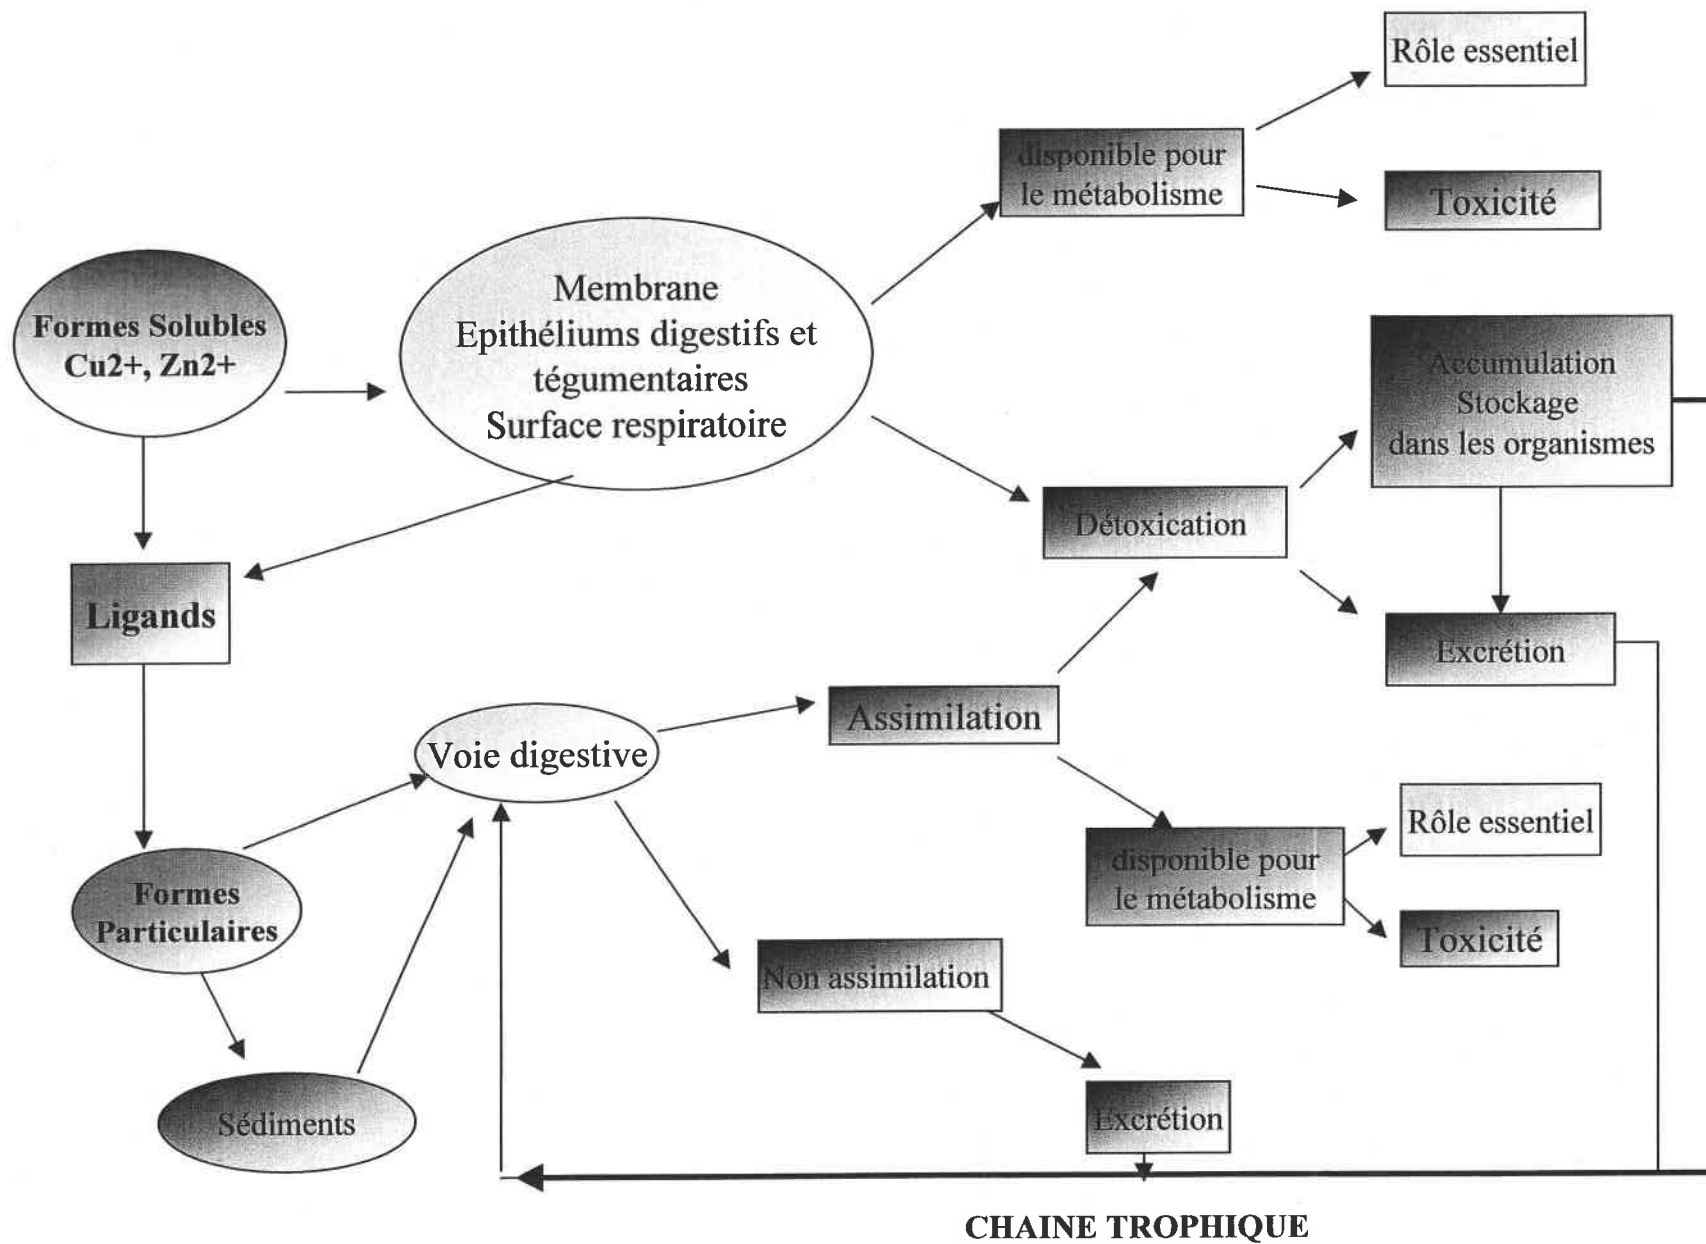 Rôle essentiel
disponible pour
le métabolisme
Toxicité
Formes Solubles
Cu2+, Zn2+
Membrane
Epithéliums digestifs et
tégumentaires
Surface respiratoire
Accumulation
Stockage
dans les organismes
Détoxication
Ligands
Excrétion
Assimilation
Voie digestive
Rôle essentiel
disponible pour
le métabolisme
Toxicité
Formes
Particulaires
Non assimilation
Sédiments
Excrétion
CHAINE TROPHIQUE